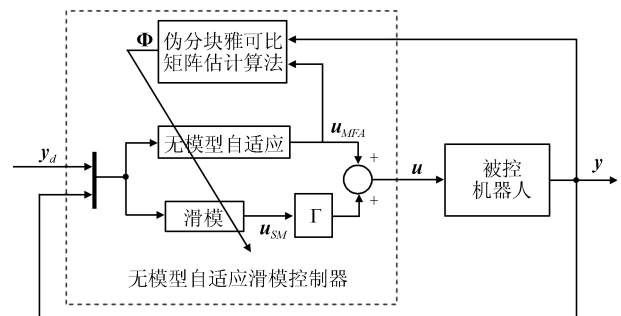 Φ
伪分块雅可比
矩阵估计算法
y_d
无模型自适应
u_MFA
+
u
被控
机器人
y
滑模
u_SM
Γ
+
无模型自适应滑模控制器